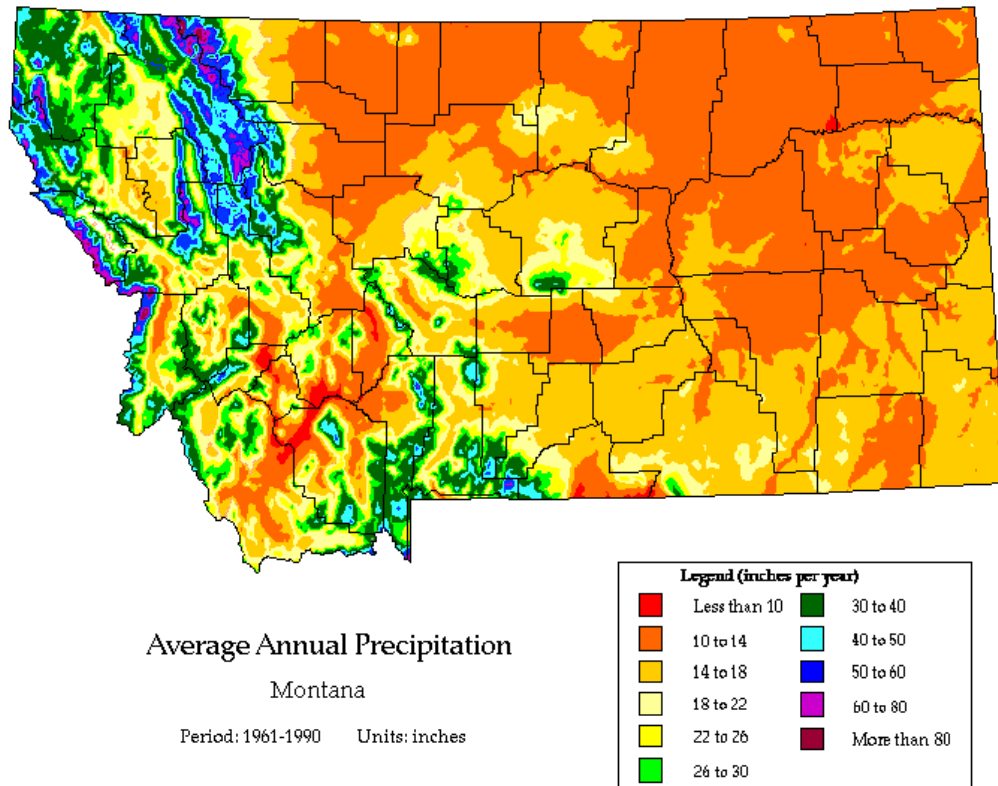 Average Annual Precipitation
Montana
Period: 1961-1990 Units: inches
Legend (inches per year)
Less than 10
10 to 14
14 to 18
18 to 22
22 to 26
26 to 30
30 to 40
40 to 50
50 to 60
60 to 80
More than 80